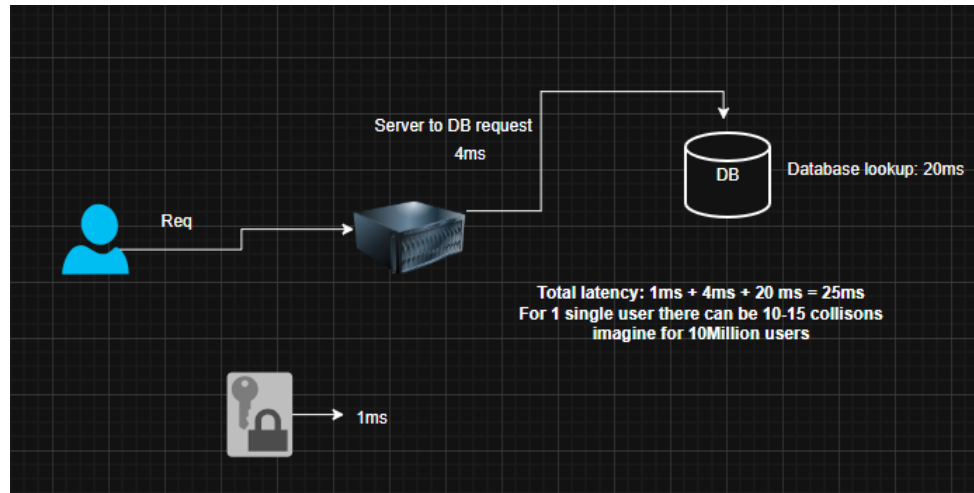 Server to DB request
4ms
DB
Database lookup: 20ms
Req
Total latency: 1ms + 4ms + 20 ms = 25ms
For 1 single user there can be 10-15 collisons
imagine for 10Million users
1ms